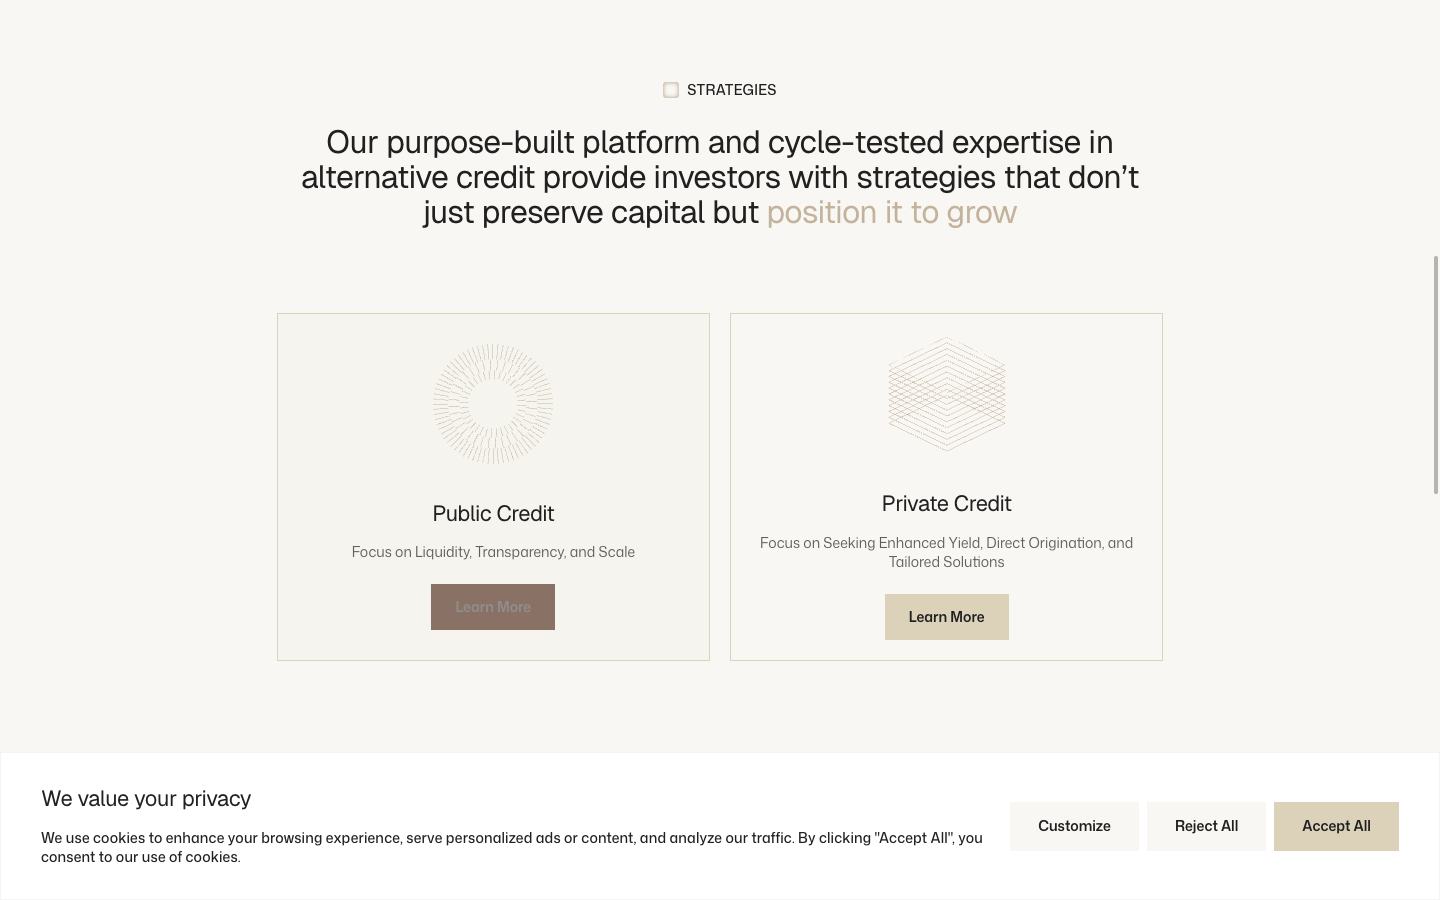 STRATEGIES
Our purpose-built platform and cycle-tested expertise in
alternative credit provide investors with strategies that don’t
just preserve capital but position it to grow
Public Credit
Focus on Liquidity, Transparency, and Scale
Learn More
Private Credit
Focus on Seeking Enhanced Yield, Direct Origination, and
Tailored Solutions
Learn More
We value your privacy
We use cookies to enhance your browsing experience, serve personalized ads or content, and analyze our traffic. By clicking "Accept All", you
consent to our use of cookies.
Customize
Reject All
Accept All